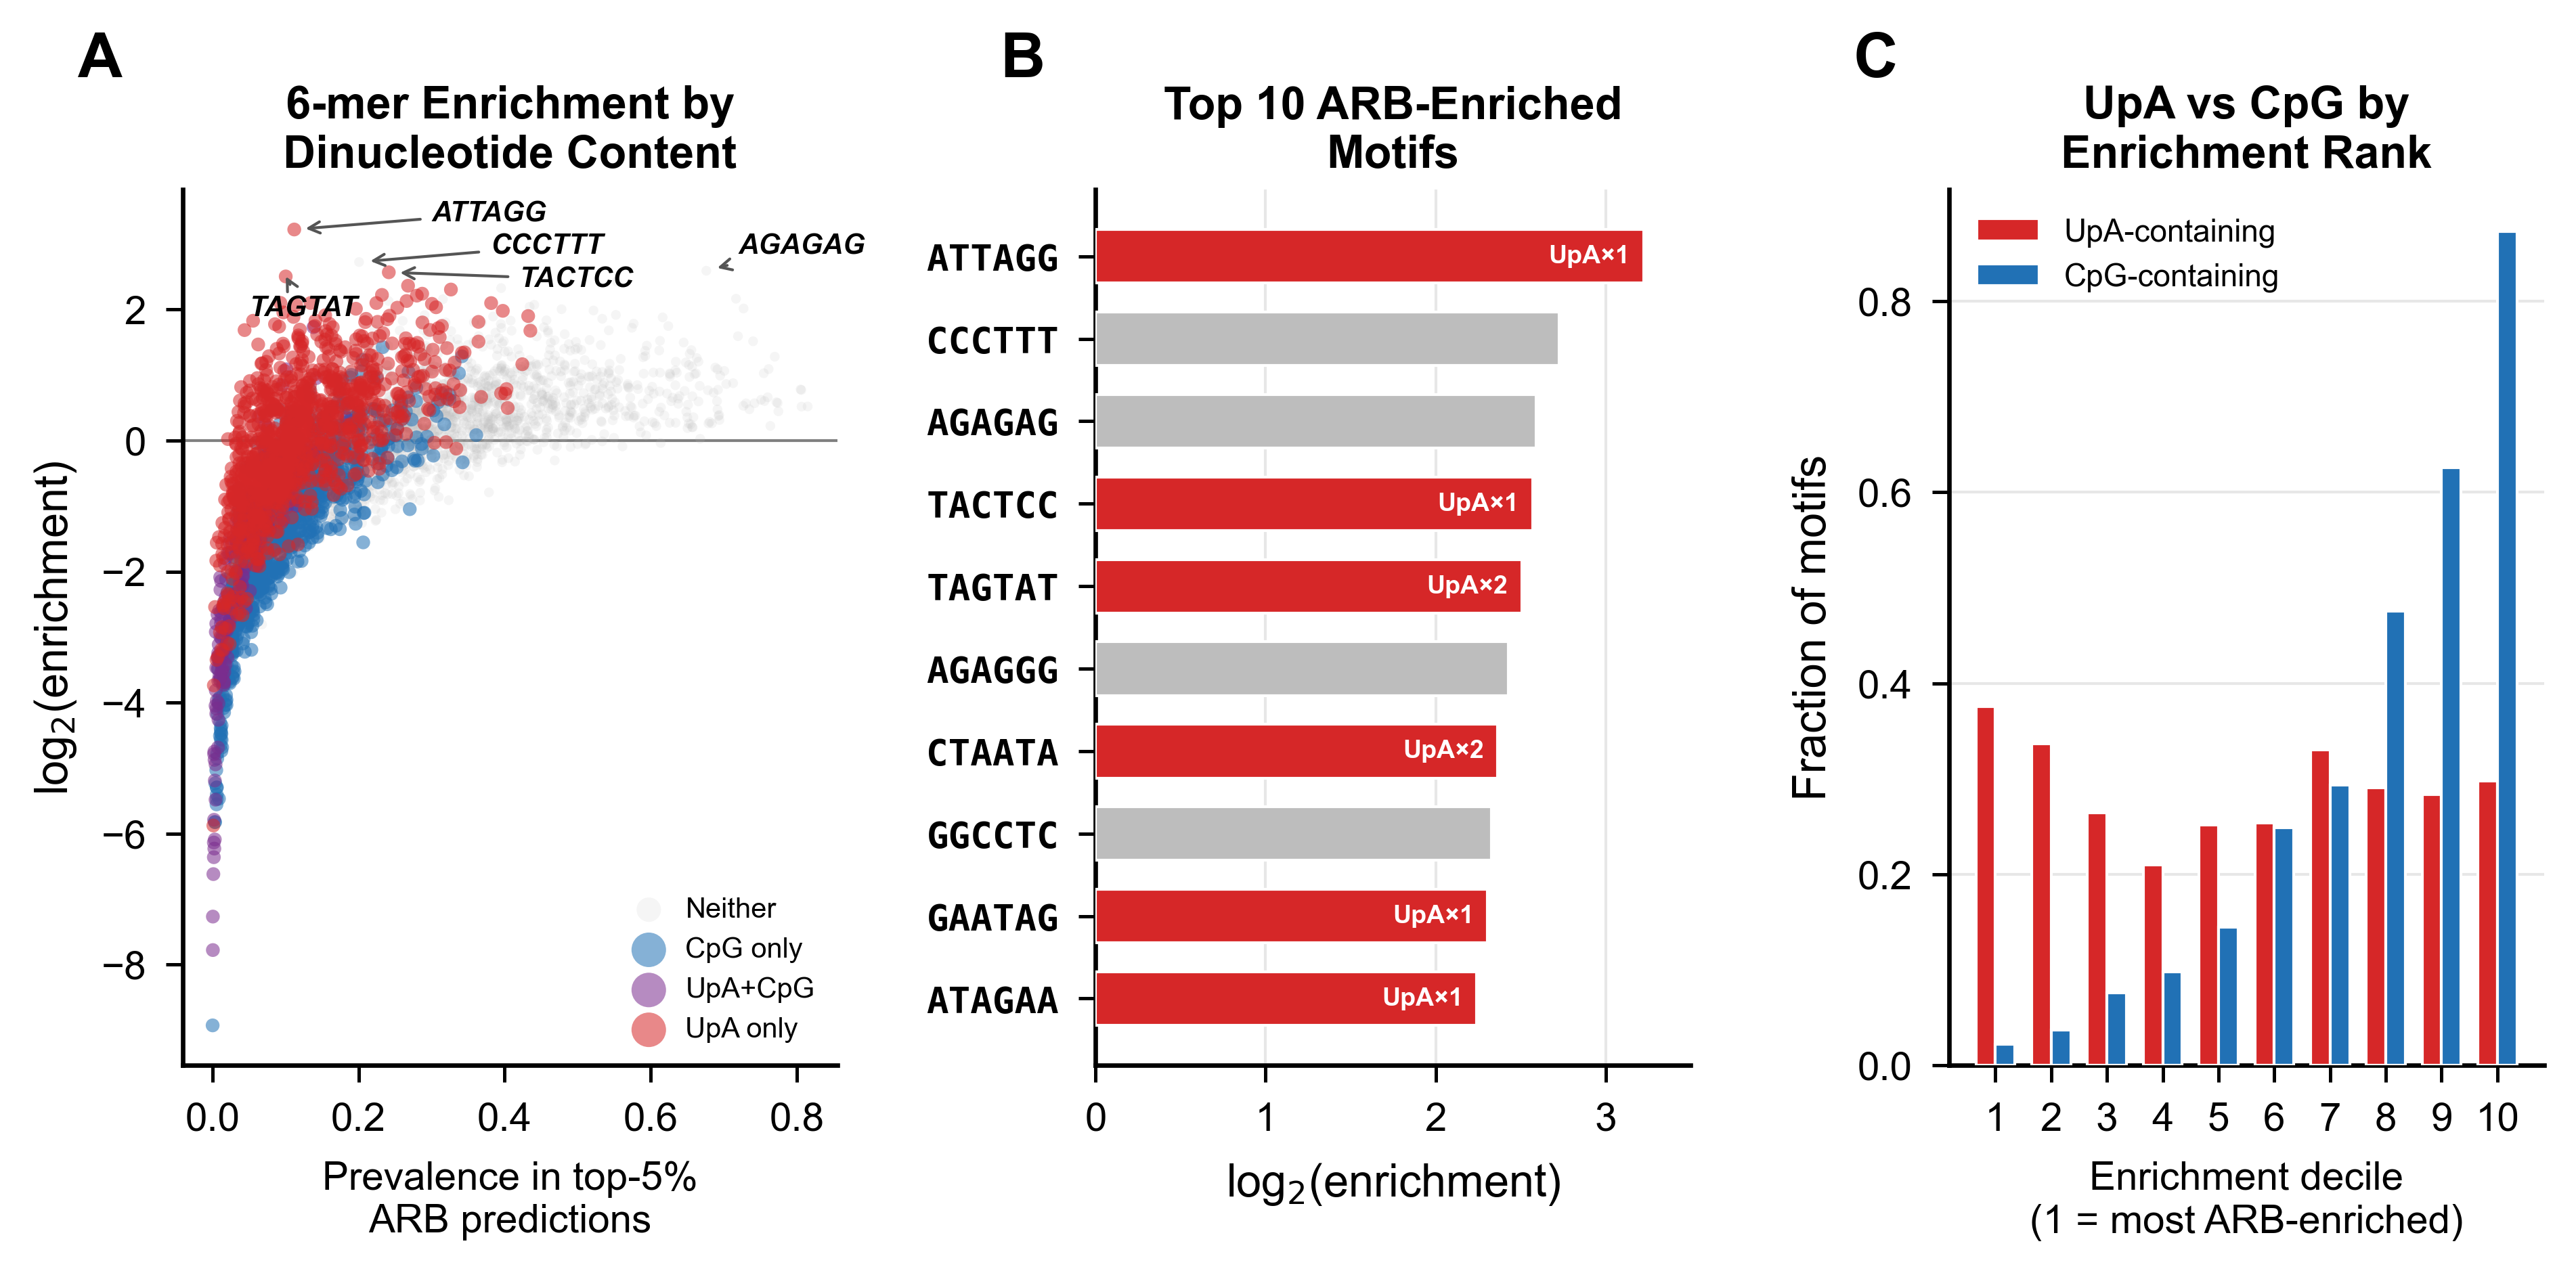 A
6-mer Enrichment by
Dinucleotide Content
log2(enrichment)
2
0
−2
−4
−6
−8
ATTAGG
CCCTTT
AGAGAG
TACTCC
TAGTAT
Neither
CpG only
UpA+CpG
UpA only
0.0 0.2 0.4 0.6 0.8
Prevalence in top-5%
ARB predictions
B
Top 10 ARB-Enriched
Motifs
ATTAGG UpA×1
CCCTTT
AGAGAG
TACTCC UpA×1
TAGTAT UpA×2
AGAGGG
CTAATA UpA×2
GGCCTC
GAATAG UpA×1
ATAGAA UpA×1
0 1 2 3
log2(enrichment)
C
UpA vs CpG by
Enrichment Rank
UpA-containing
CpG-containing
Fraction of motifs
0.8
0.6
0.4
0.2
0.0
1 2 3 4 5 6 7 8 9 10
Enrichment decile
(1 = most ARB-enriched)